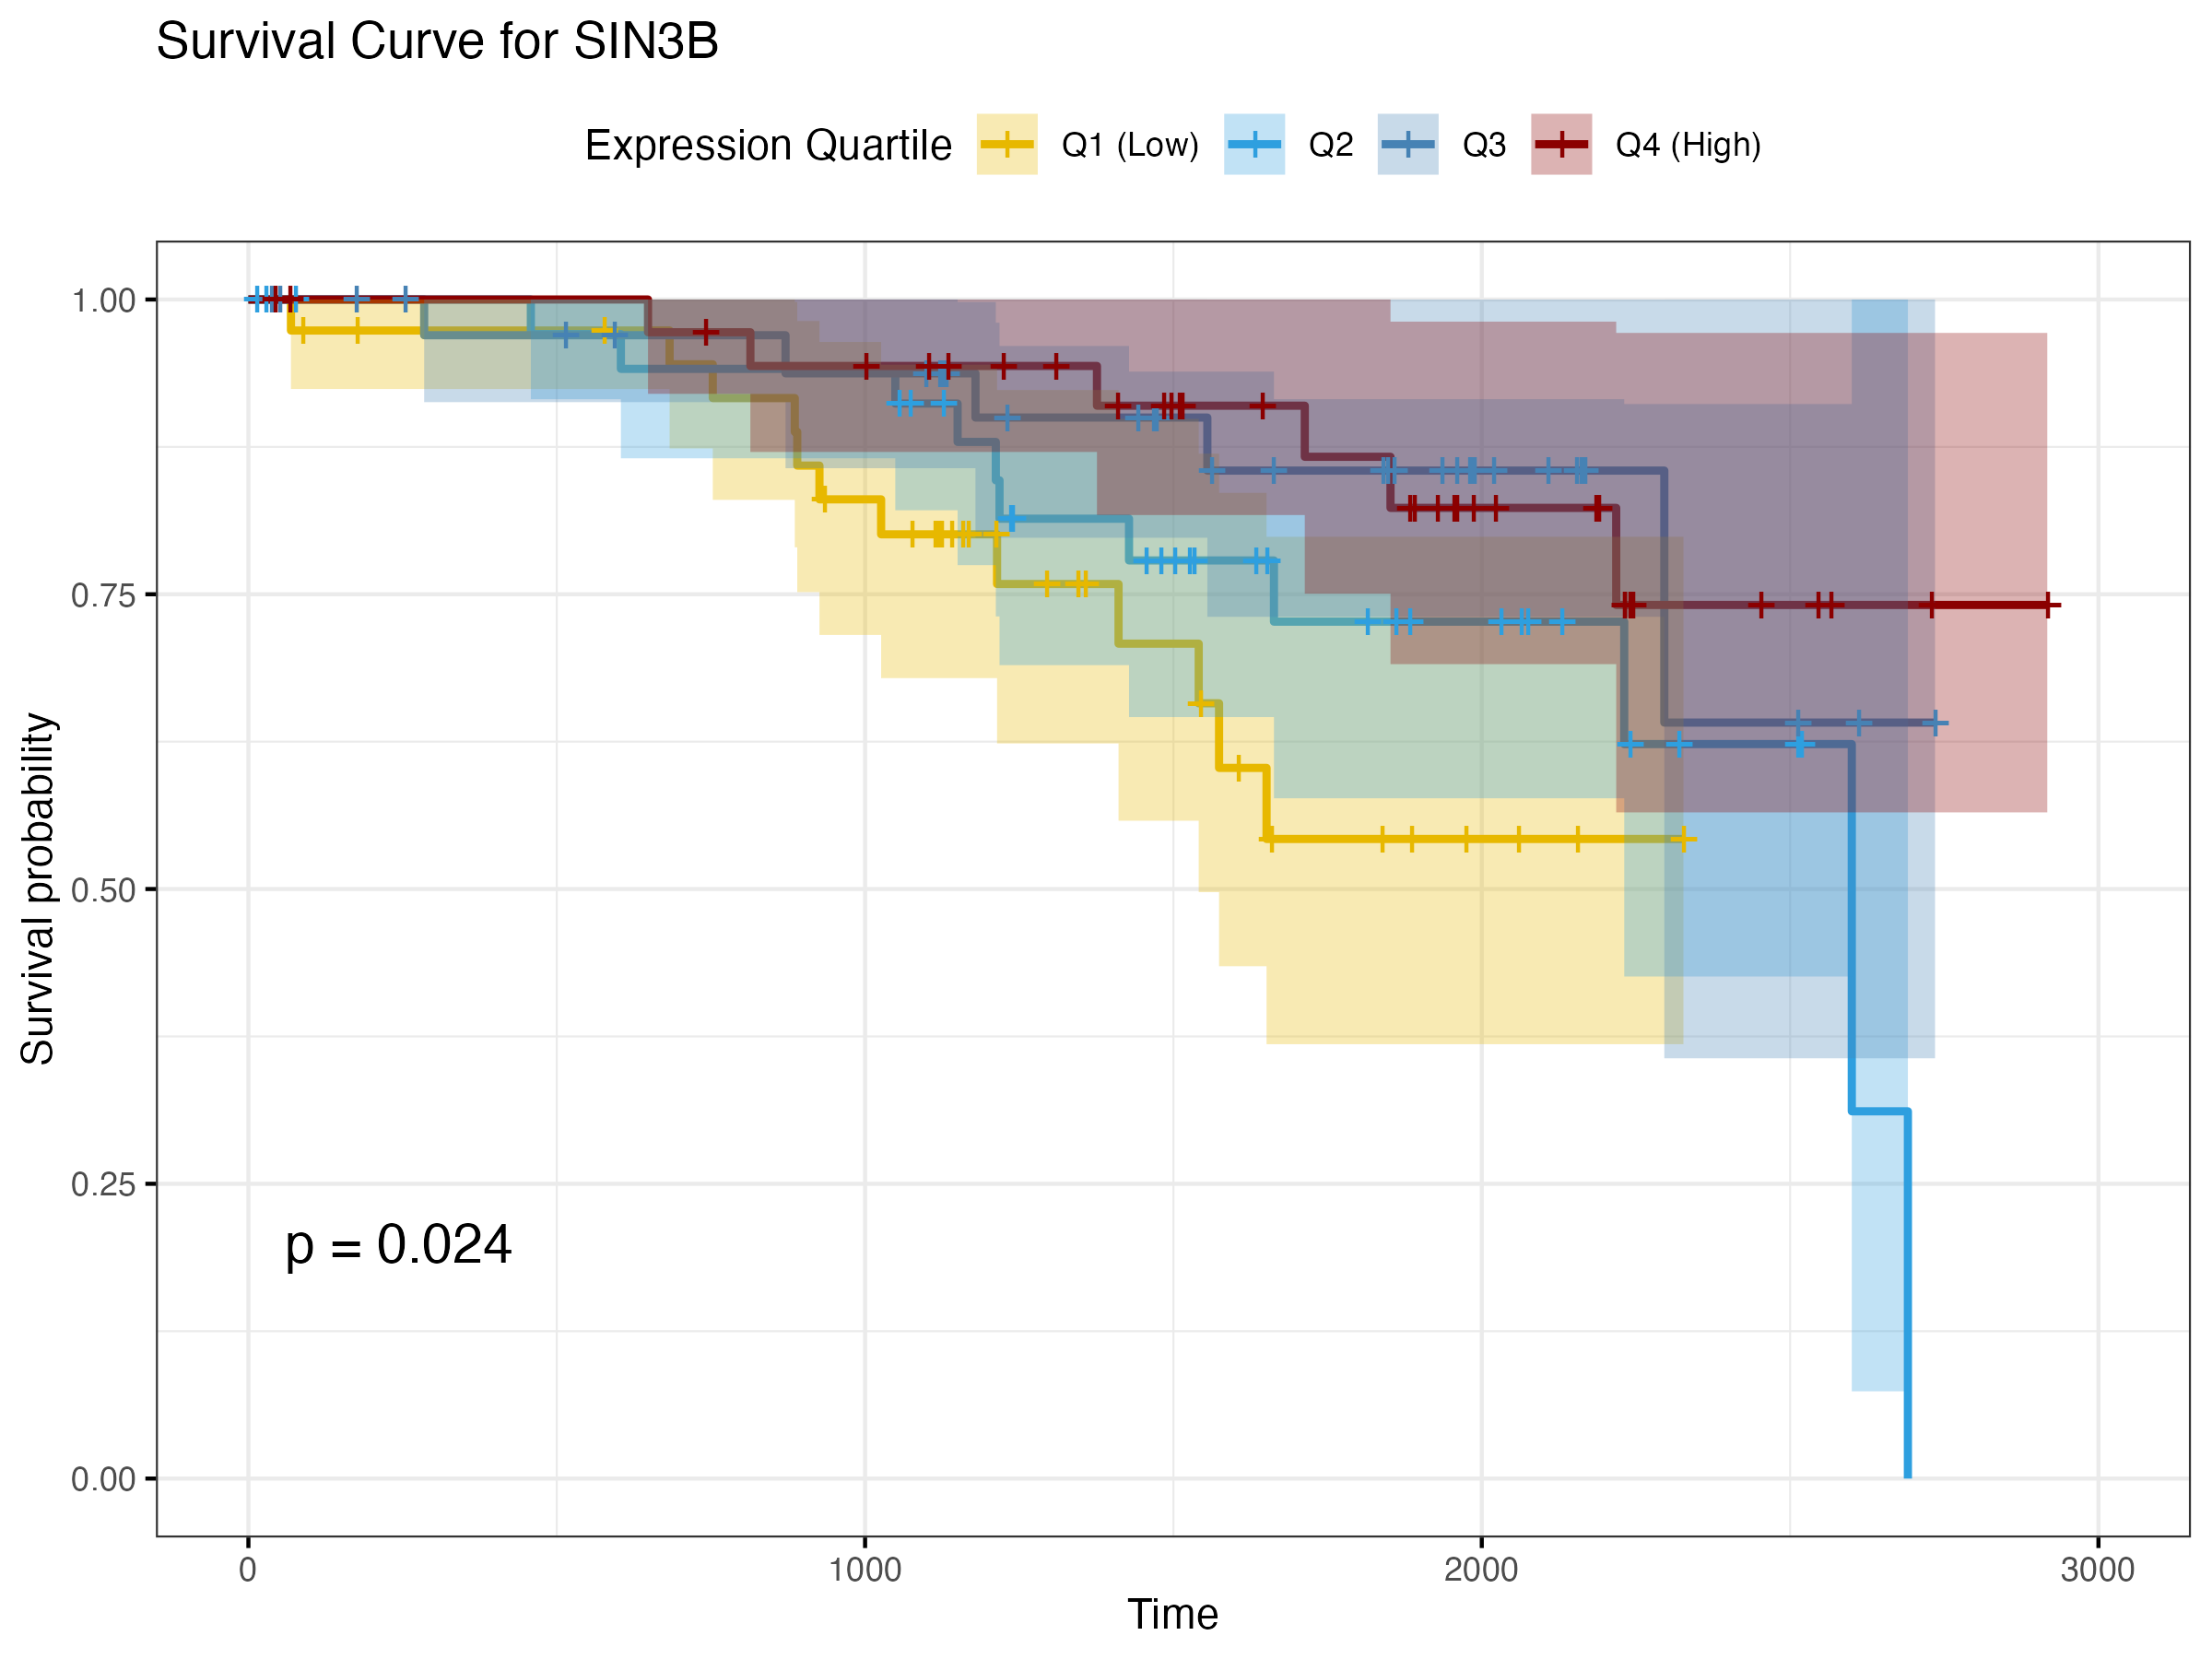 Survival Curve for SIN3B
Expression Quartile Q1 (Low) Q2 Q3 Q4 (High)
1.00
0.75
0.50
0.25
0.00
Survival probability
p = 0.024
0 1000 2000 3000
Time